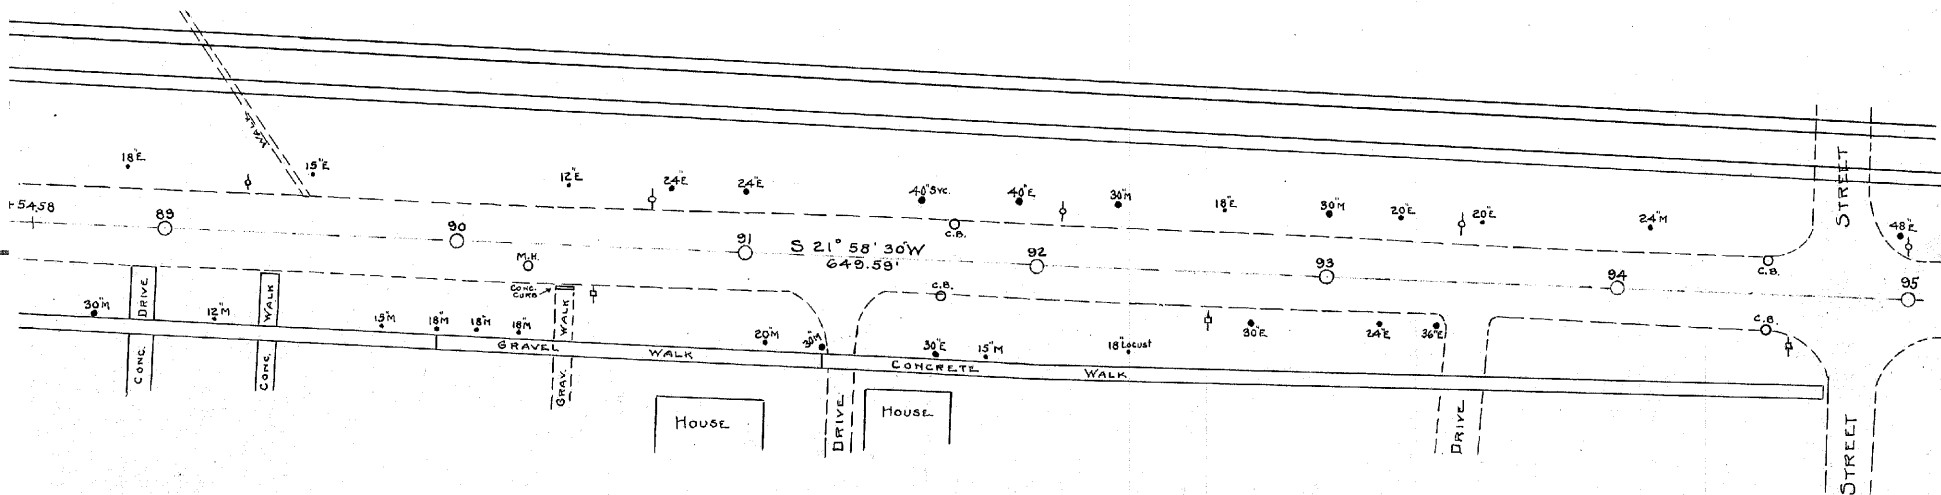 WALK
18"E
15"E
12"E
24"E
24"E
40"Syc.
40"E
30"M
18"E
30"M
20"E
20"E
24"M
STREET
48"E
+54.58
89
90
91
S 21° 58' 30"W
649.59'
C.B.
92
93
94
95
C.B.
M.H.
CONC. CURB
C.B.
C.B.
DRIVE
WALK
WALK
30"M
12"M
15"M
18"M
18"M
18"M
20"M
30"M
30"E
15"M
18"Locust
30"E
24"E
36"E
GRAVEL WALK
CONCRETE WALK
CONC.
CONC.
GRAV.
HOUSE
DRIVE
HOUSE
DRIVE
STREET